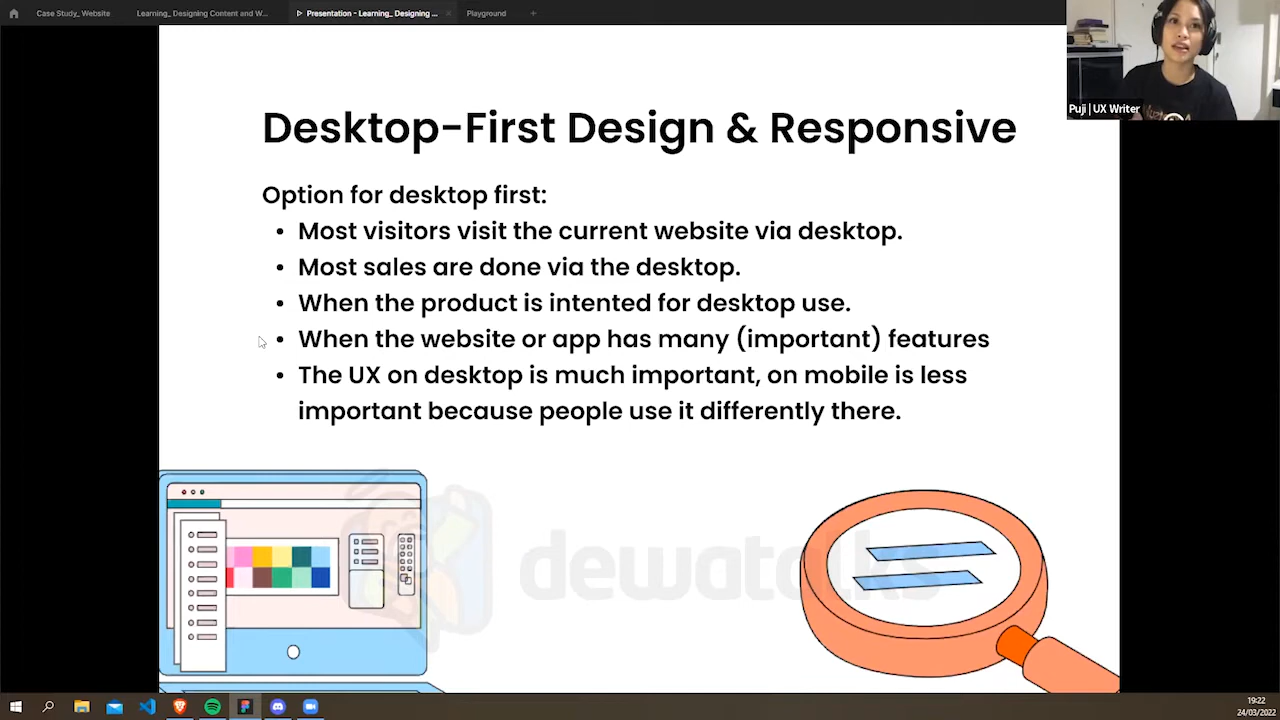 Case Study_ Website
Learning_ Designing Content and W...
Presentation - Learning_ Designing ...
Playground
Puji | UX Writer
Desktop-First Design & Responsive
Option for desktop first:
• Most visitors visit the current website via desktop.
• Most sales are done via the desktop.
• When the product is intented for desktop use.
• When the website or app has many (important) features
• The UX on desktop is much important, on mobile is less
important because people use it differently there.
dewatalks
19:22
24/03/2022